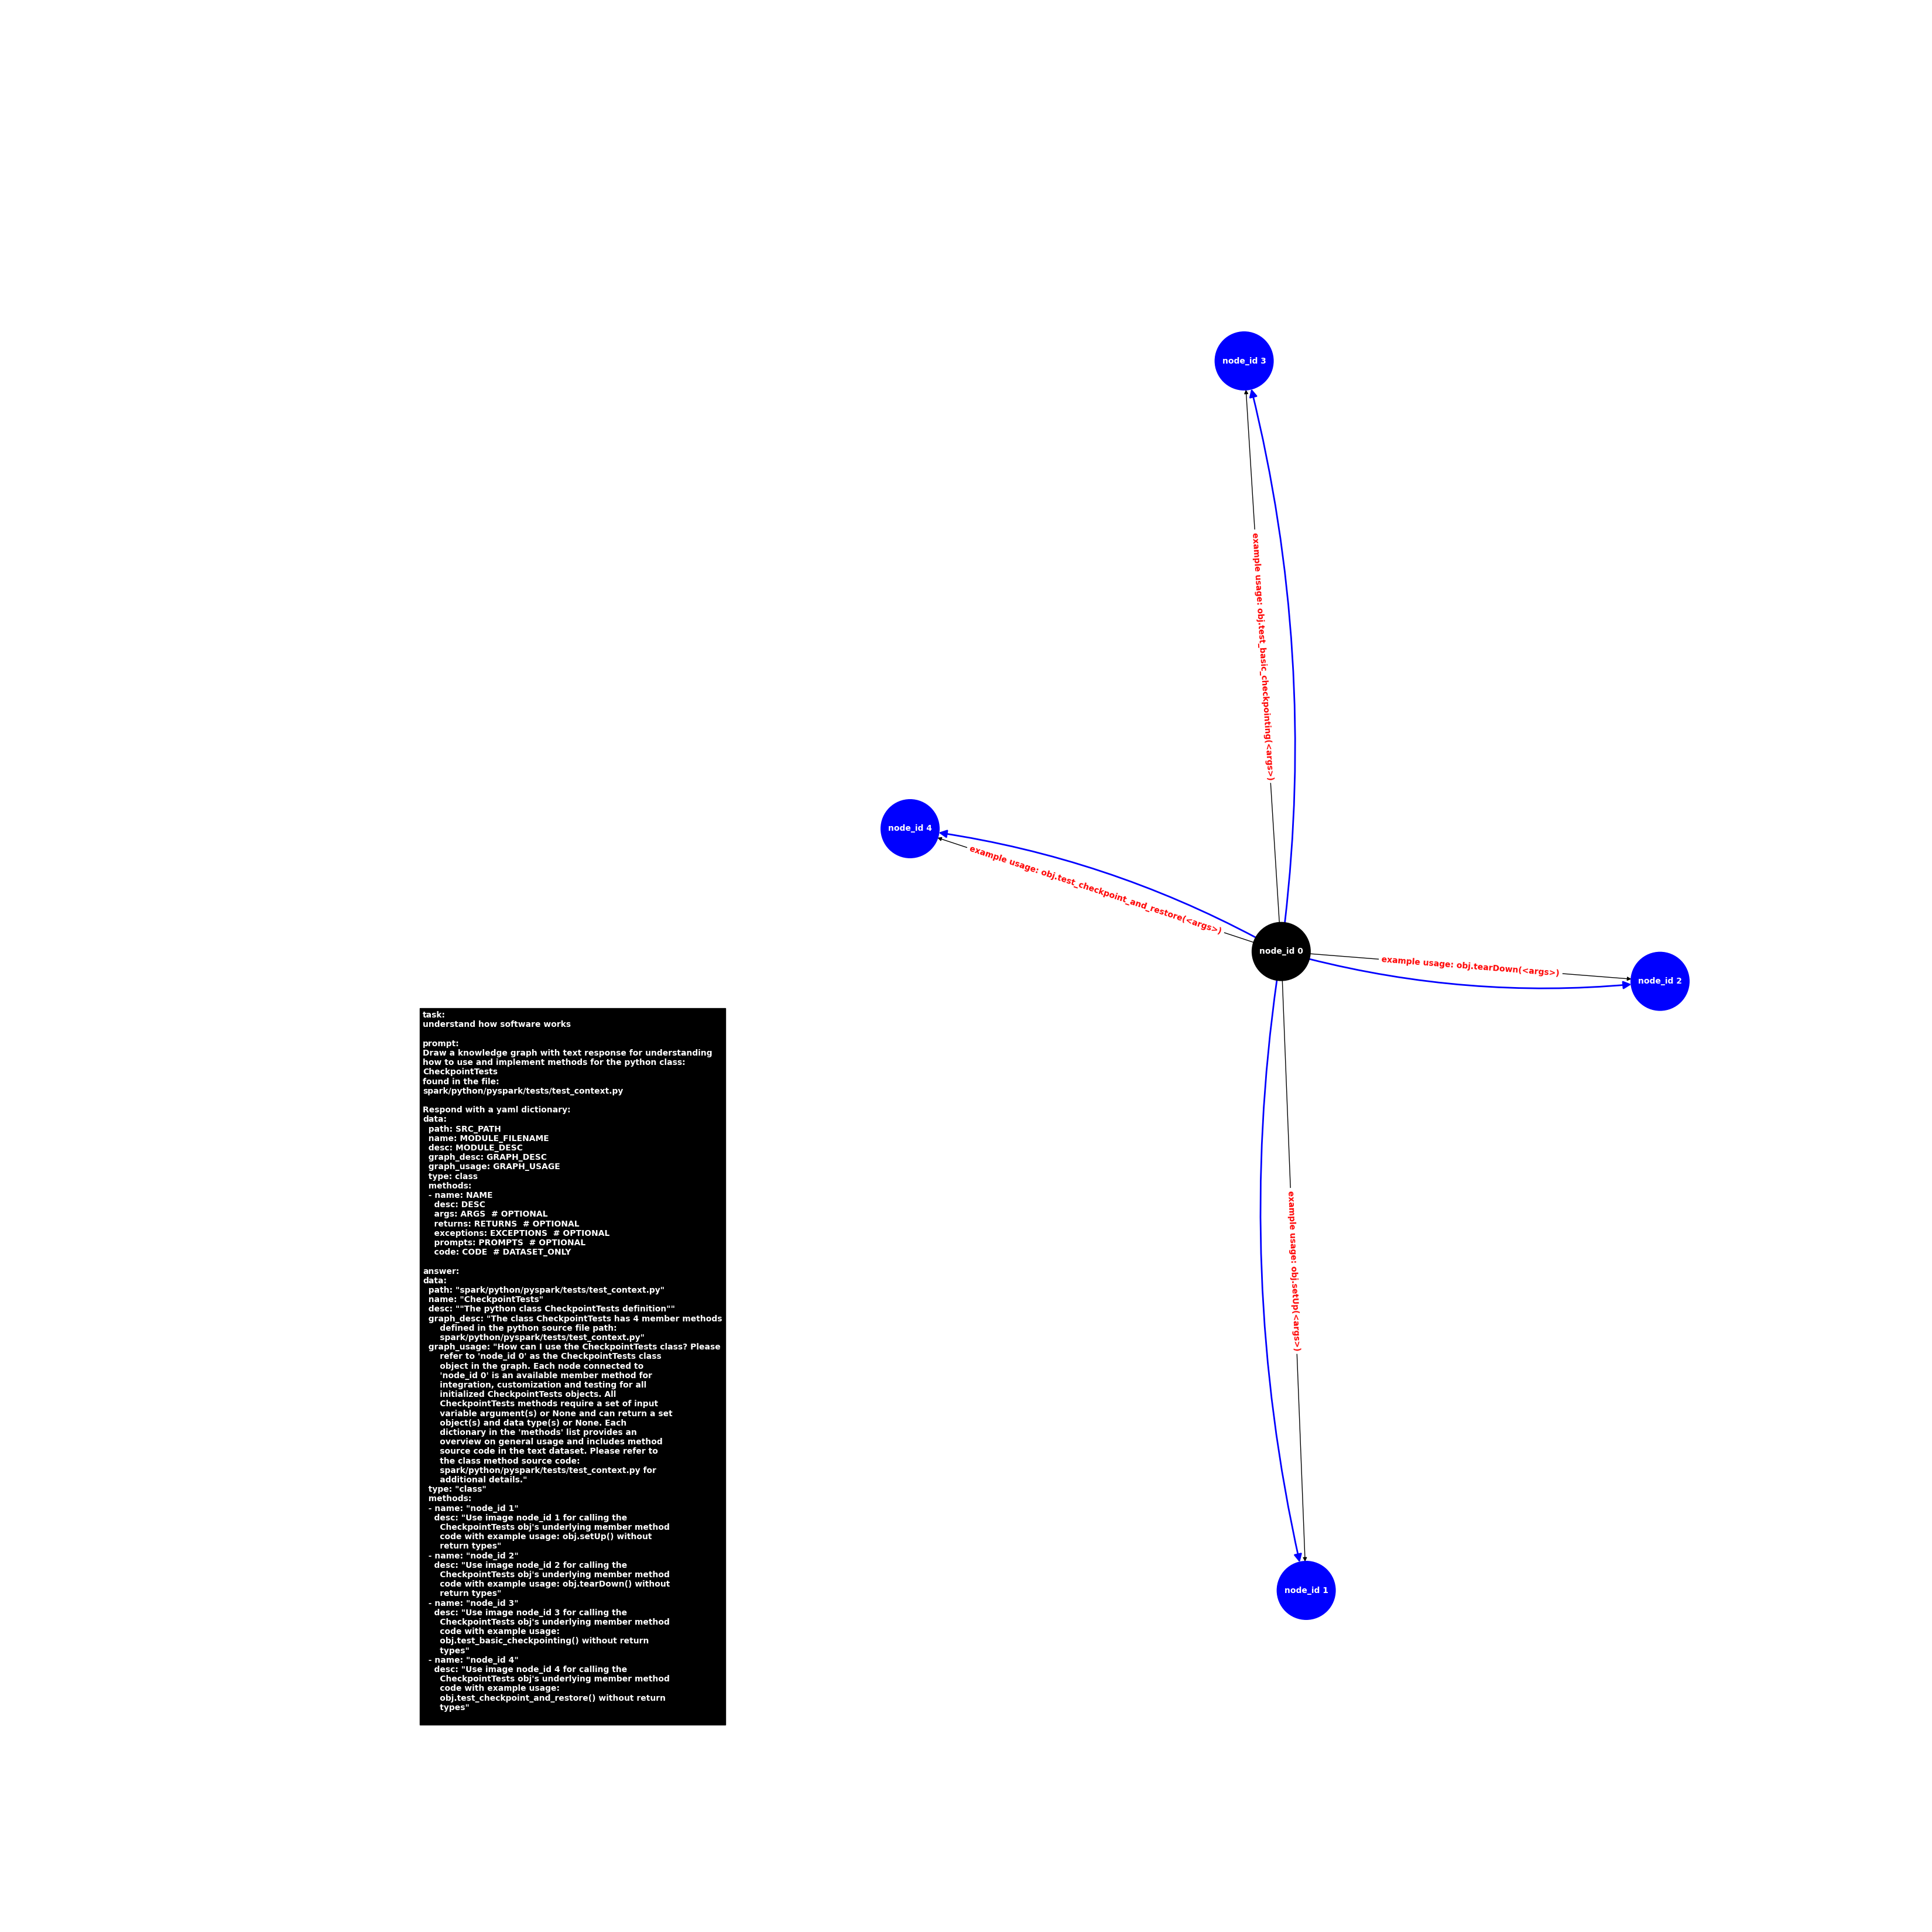 node_id 3
example usage: obj.test_basic_checkpointing(<args>)
node_id 4
example usage: obj.test_checkpoint_and_restore(<args>)
node_id 0
example usage: obj.tearDown(<args>)
node_id 2
example usage: obj.setUp(<args>)
node_id 1
task:
understand how software works

prompt:
Draw a knowledge graph with text response for understanding
how to use and implement methods for the python class:
CheckpointTests
found in the file:
spark/python/pyspark/tests/test_context.py

Respond with a yaml dictionary:
data:
  path: SRC_PATH
  name: MODULE_FILENAME
  desc: MODULE_DESC
  graph_desc: GRAPH_DESC
  graph_usage: GRAPH_USAGE
  type: class
  methods:
  - name: NAME
    desc: DESC
    args: ARGS  # OPTIONAL
    returns: RETURNS  # OPTIONAL
    exceptions: EXCEPTIONS  # OPTIONAL
    prompts: PROMPTS  # OPTIONAL
    code: CODE  # DATASET_ONLY

answer:
data:
  path: "spark/python/pyspark/tests/test_context.py"
  name: "CheckpointTests"
  desc: ""The python class CheckpointTests definition""
  graph_desc: "The class CheckpointTests has 4 member methods
      defined in the python source file path:
      spark/python/pyspark/tests/test_context.py"
  graph_usage: "How can I use the CheckpointTests class? Please
      refer to 'node_id 0' as the CheckpointTests class
      object in the graph. Each node connected to
      'node_id 0' is an available member method for
      integration, customization and testing for all
      initialized CheckpointTests objects. All
      CheckpointTests methods require a set of input
      variable argument(s) or None and can return a set
      object(s) and data type(s) or None. Each
      dictionary in the 'methods' list provides an
      overview on general usage and includes method
      source code in the text dataset. Please refer to
      the class method source code:
      spark/python/pyspark/tests/test_context.py for
      additional details."
  type: "class"
  methods:
  - name: "node_id 1"
    desc: "Use image node_id 1 for calling the
      CheckpointTests obj's underlying member method
      code with example usage: obj.setUp() without
      return types"
  - name: "node_id 2"
    desc: "Use image node_id 2 for calling the
      CheckpointTests obj's underlying member method
      code with example usage: obj.tearDown() without
      return types"
  - name: "node_id 3"
    desc: "Use image node_id 3 for calling the
      CheckpointTests obj's underlying member method
      code with example usage:
      obj.test_basic_checkpointing() without return
      types"
  - name: "node_id 4"
    desc: "Use image node_id 4 for calling the
      CheckpointTests obj's underlying member method
      code with example usage:
      obj.test_checkpoint_and_restore() without return
      types"